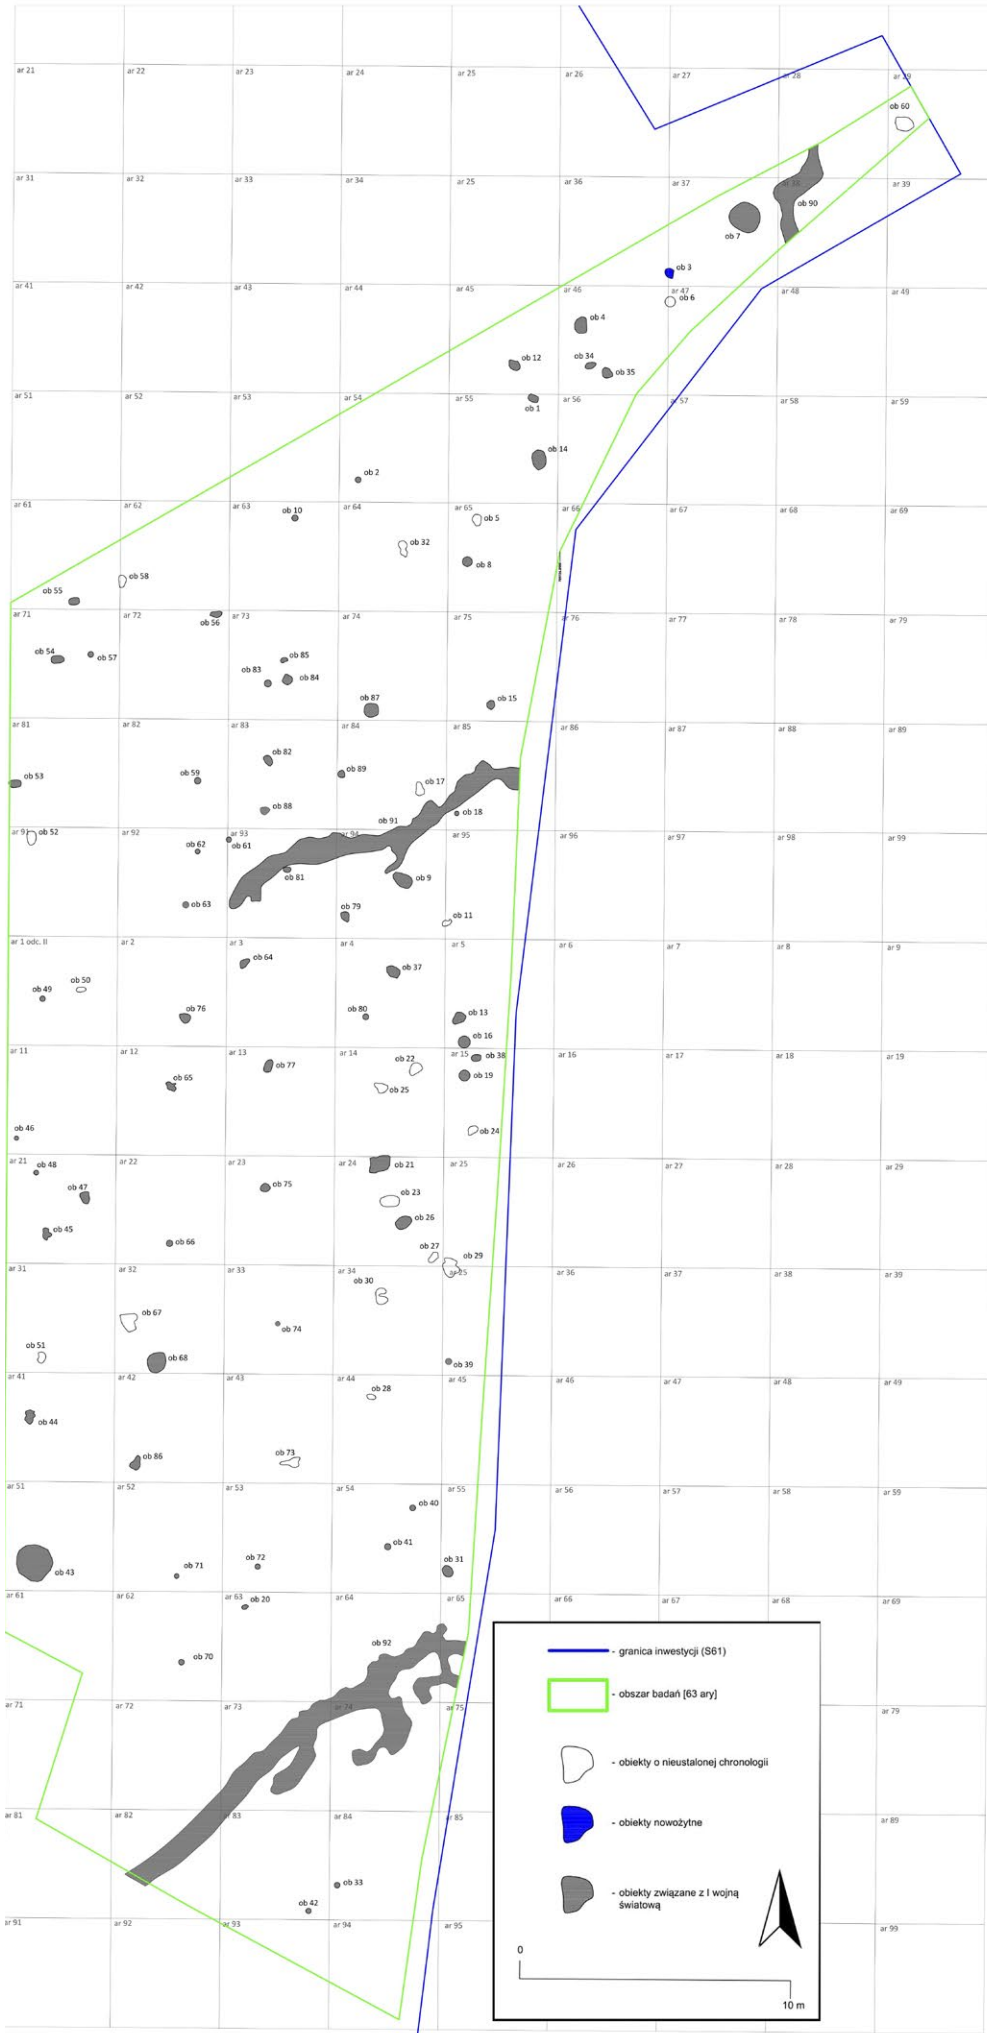 ar 21 ar 22 ar 23 ar 24 ar 25 ar 26 ar 27 ar 28 ar 29
ob 60
ar 31 ar 32 ar 33 ar 34 ar 25 ar 36 ar 37 ar 38 ar 39
ob 90
ob 7
ob 3
ar 41 ar 42 ar 43 ar 44 ar 45 ar 46 ar 47 ar 48 ar 49
ob 6
ob 4
ob 12 ob 34
ob 35
ar 51 ar 52 ar 53 ar 54 ar 55 ar 56 ar 57 ar 58 ar 59
ob 1
ob 14
ob 2
ar 61 ar 62 ar 63 ar 64 ar 65 ar 66 ar 67 ar 68 ar 69
ob 10 ob 5
ob 32
ob 8
ob 58
ob 55
ar 71 ar 72 ar 73 ar 74 ar 75 ar 76 ar 77 ar 78 ar 79
ob 56
ob 54 ob 57 ob 85
ob 83 ob 84
ob 87 ob 15
ar 81 ar 82 ar 83 ar 84 ar 85 ar 86 ar 87 ar 88 ar 89
ob 82
ob 53 ob 59 ob 89
ob 17
ob 88 ob 18
ob 91
ar 91 ar 92 ar 93 ar 94 ar 95 ar 96 ar 97 ar 98 ar 99
ob 52
ob 62 ob 61
ob 81 ob 9
ob 63 ob 79
ob 11
ar 1 odc. II ar 2 ar 3 ar 4 ar 5 ar 6 ar 7 ar 8 ar 9
ob 64 ob 37
ob 49 ob 50
ob 76 ob 80 ob 13
ob 16
ar 11 ar 12 ar 13 ar 14 ar 15 ar 16 ar 17 ar 18 ar 19
ob 38
ob 77 ob 22
ob 65 ob 25 ob 19
ob 46 ob 24
ar 21 ar 22 ar 23 ar 24 ar 25 ar 26 ar 27 ar 28 ar 29
ob 48 ob 21
ob 47 ob 75 ob 23
ob 26
ob 45 ob 66 ob 27 ob 29
ar 31 ar 32 ar 33 ar 34 ar 25 ar 36 ar 37 ar 38 ar 39
ob 30
ob 67 ob 74
ob 51 ob 68 ob 39
ar 41 ar 42 ar 43 ar 44 ar 45 ar 46 ar 47 ar 48 ar 49
ob 28
ob 44
ob 86 ob 73
ar 51 ar 52 ar 53 ar 54 ar 55 ar 56 ar 57 ar 58 ar 59
ob 40
ob 41
ob 43 ob 71 ob 72 ob 31
ar 61 ar 62 ar 63 ar 64 ar 65 ar 66 ar 67 ar 68 ar 69
ob 20
ob 92
ob 70
ar 71 ar 72 ar 73 ar 74 ar 75 ar 79
ar 81 ar 82 ar 83 ar 84 ar 85 ar 89
ob 33
ob 42
ar 91 ar 92 ar 93 ar 94 ar 95 ar 99
- granica inwestycji (S61)
- obszar badań [63 ary]
- obiekty o nieustalonej chronologii
- obiekty nowożytne
- obiekty związane z I wojną
światową
0
10 m